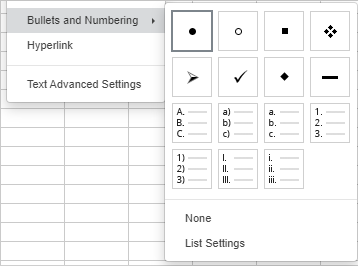 Bullets and Numbering
Hyperlink
Text Advanced Settings
A. a) a. 1.
B. b) b. 2.
C. c) c. 3.
1) I. i.
2) II. ii.
3) III. iii.
None
List Settings